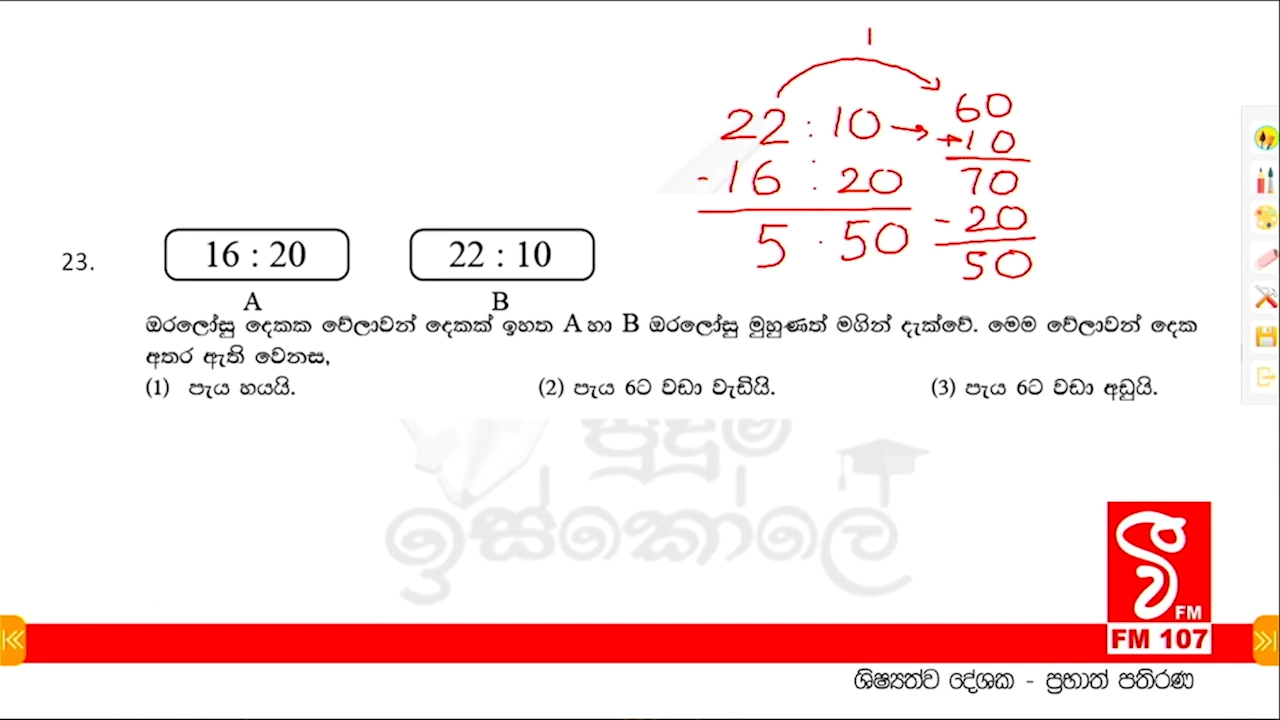 1
60
22 : 10 → +10
70
- 16 : 20
- 20
5 . 50
50
23.
16 : 20
22 : 10
A
B
ඔරලෝසු දෙකක වේලාවන් දෙකක් ඉහත A හා B ඔරලෝසු මුහුණත් මගින් දැක්වේ. මෙම වේලාවන් දෙක
අතර ඇති වෙනස,
(1) පැය හයයි.
(2) පැය 6ට වඩා වැඩියි.
(3) පැය 6ට වඩා අඩුයි.
පුදුම
ඉස්කෝලේ
FM
FM 107
ශිෂ්‍යත්ව දේශක - ප්‍රභාත් පතිරණ